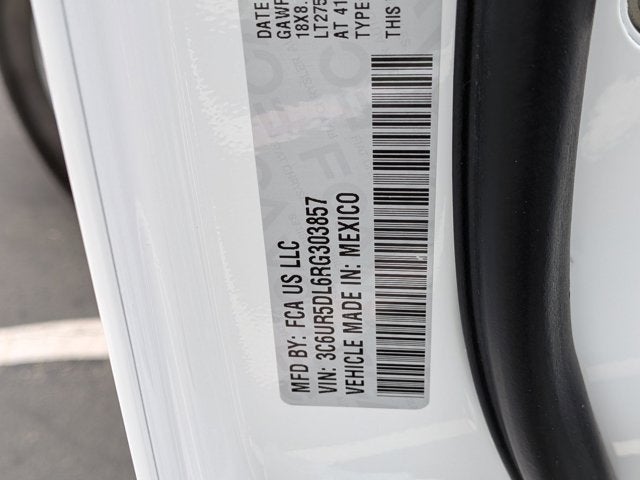 DATE
GAWR
18X8.
LT275
AT 41
TYPE
THIS
MFD BY: FCA US LLC
VIN: 3C6UR5DL6RG303857
VEHICLE MADE IN: MEXICO